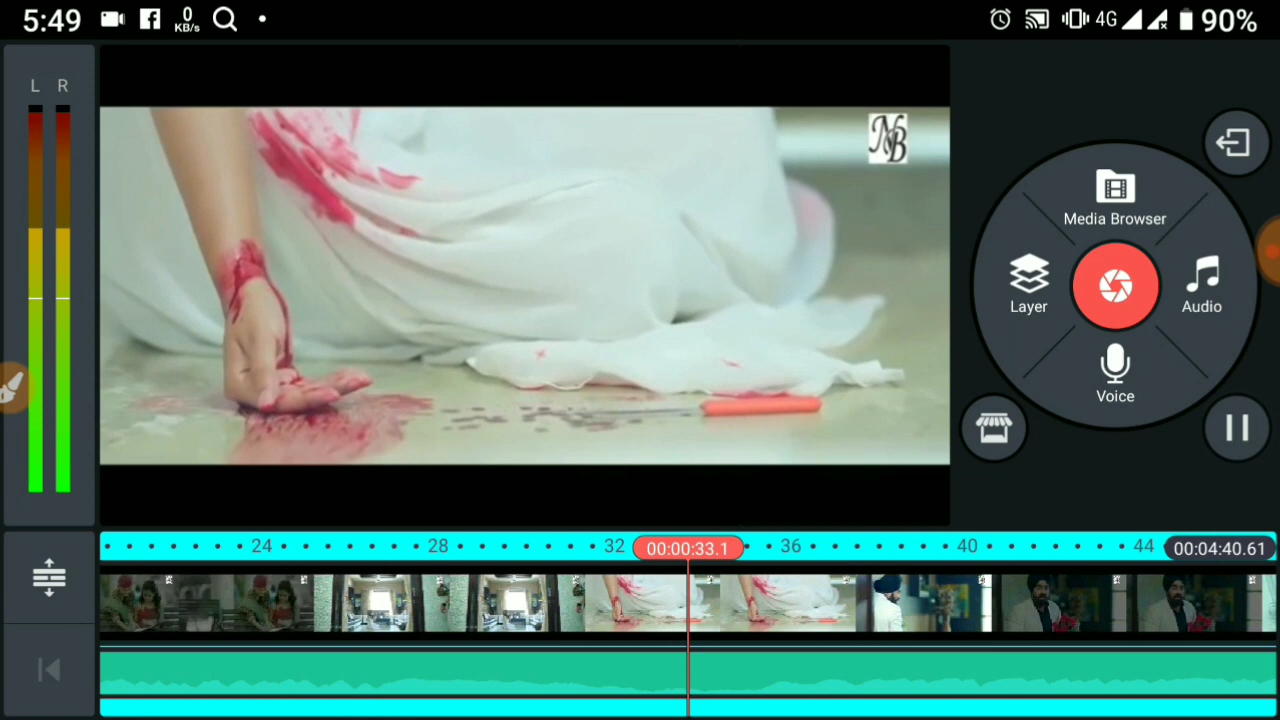 5:49
0
KB/s
4G
90%
L R
NB
Media Browser
Layer
Audio
Voice
24 28 32 00:00:33.1 36 40 44 00:04:40.61